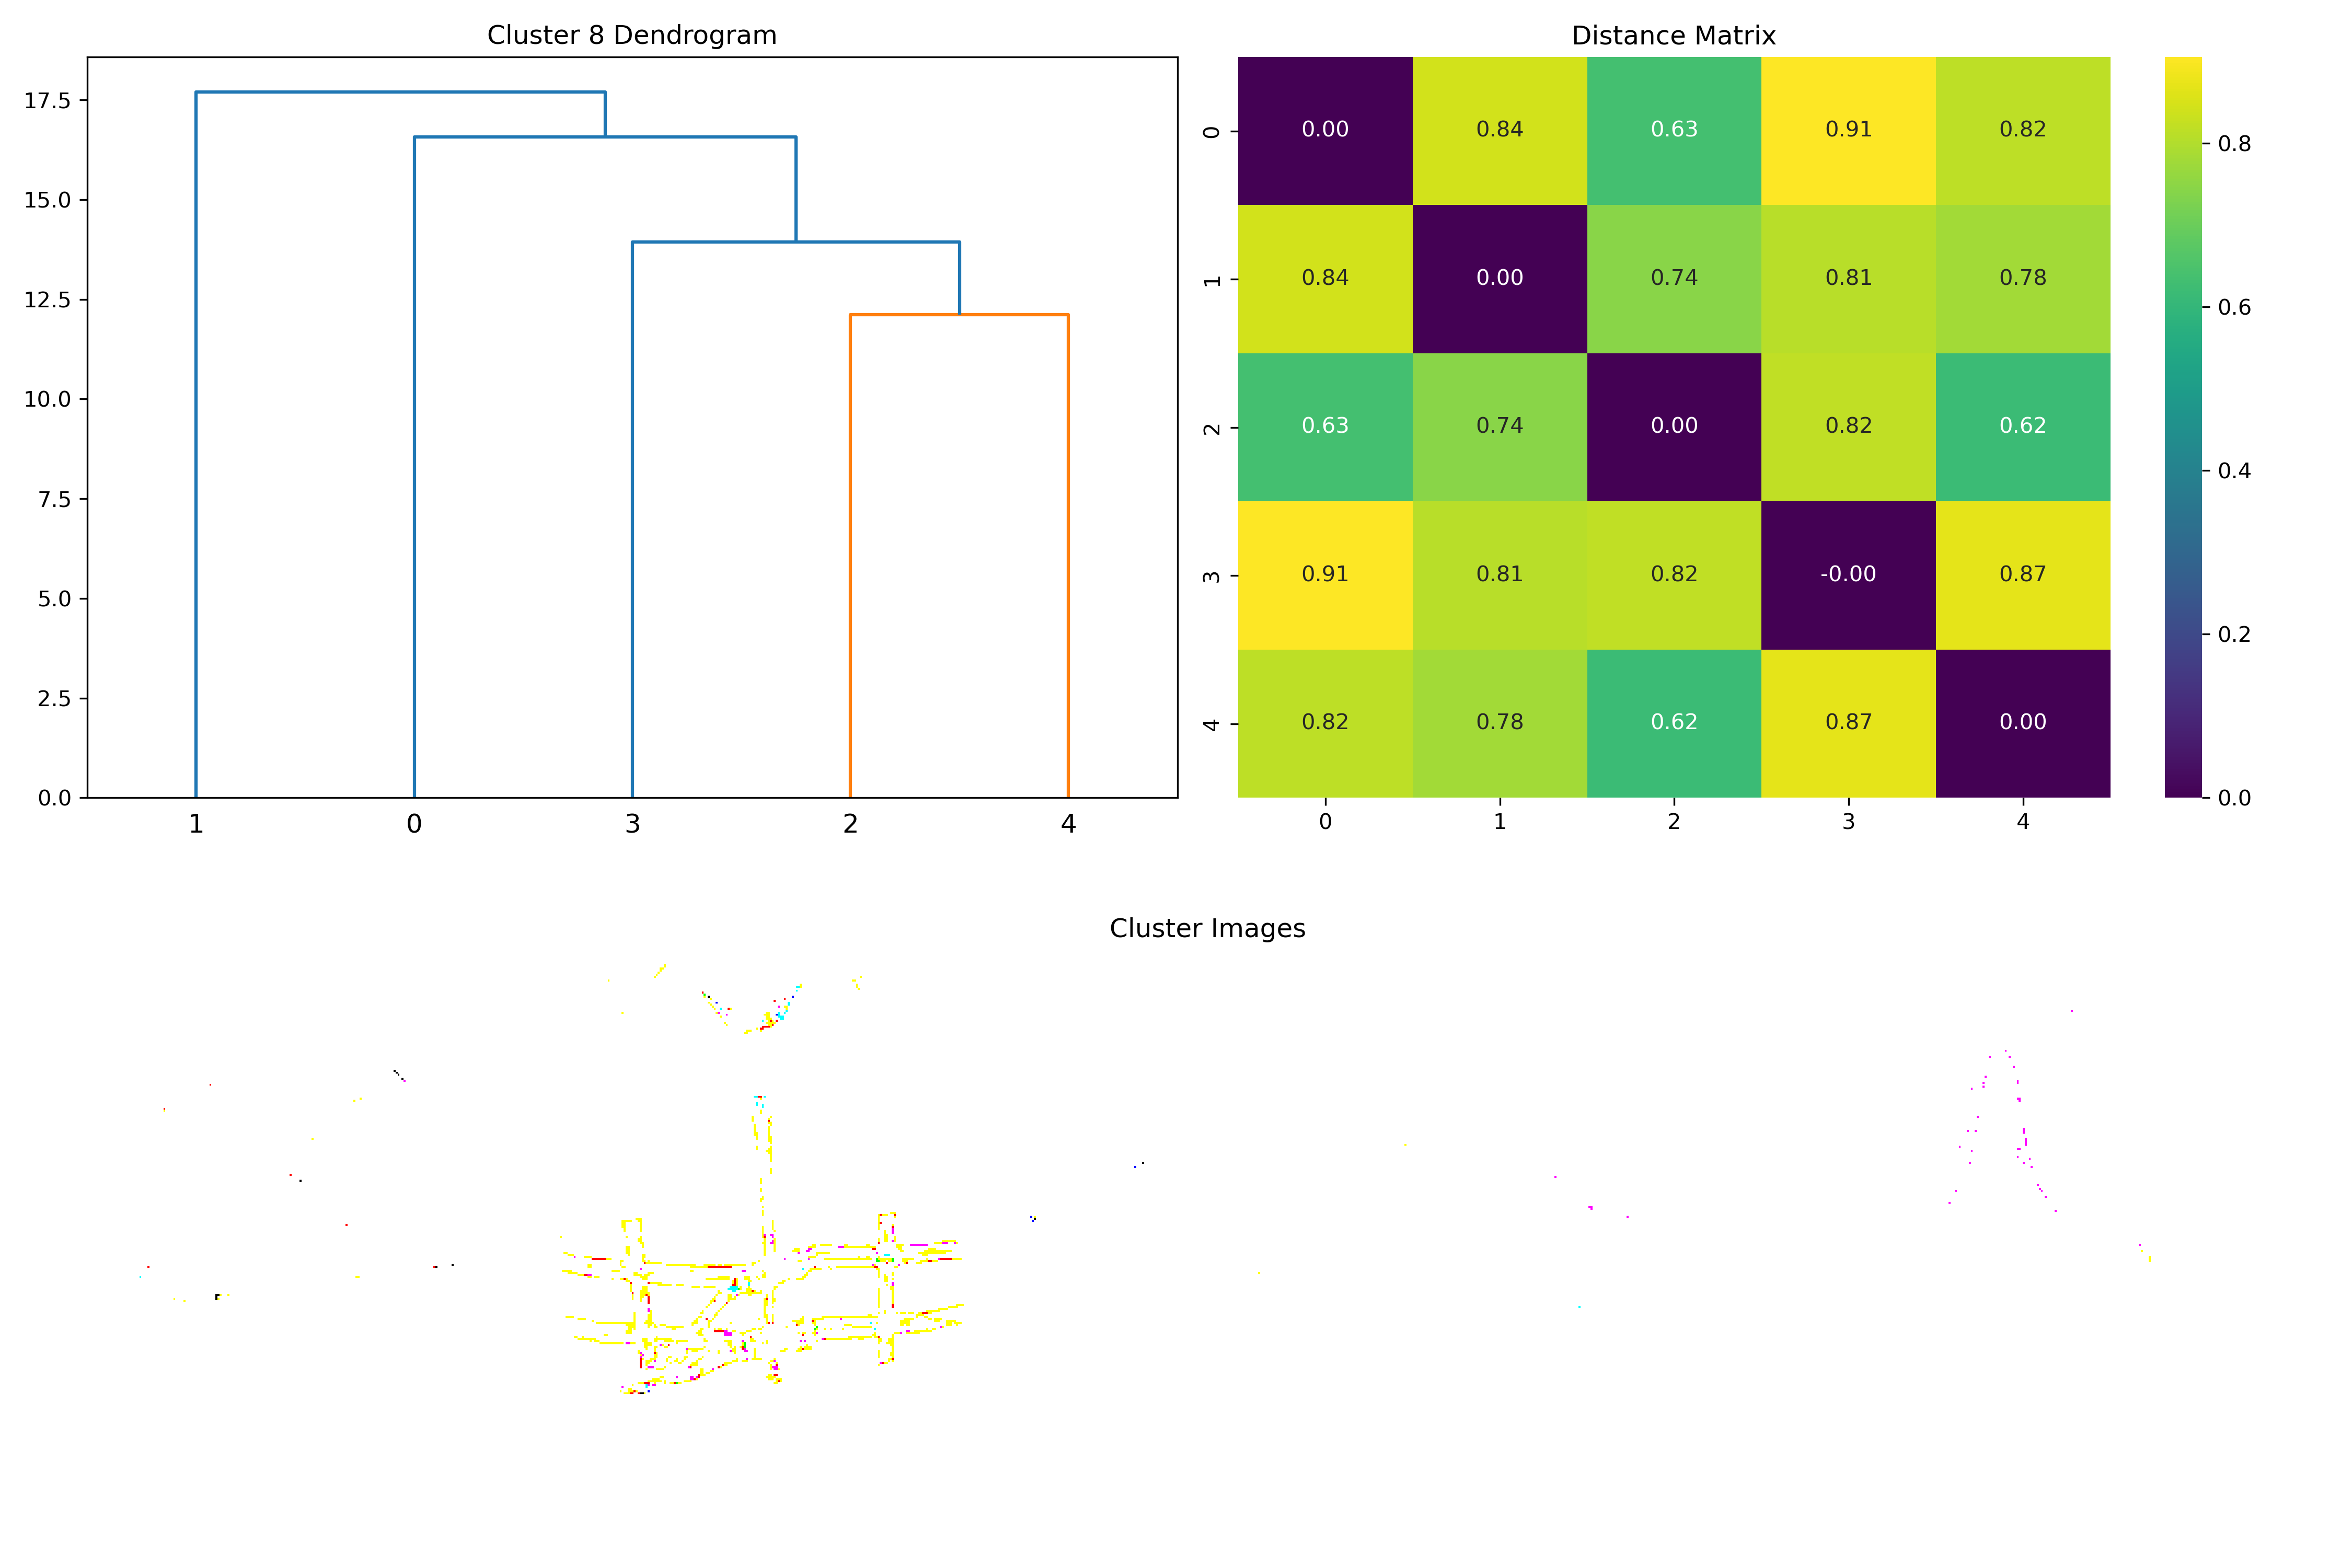 Cluster 8 Dendrogram
17.5
15.0
12.5
10.0
7.5
5.0
2.5
0.0
1 0 3 2 4
Distance Matrix
0 0.00 0.84 0.63 0.91 0.82
1 0.84 0.00 0.74 0.81 0.78
2 0.63 0.74 0.00 0.82 0.62
3 0.91 0.81 0.82 -0.00 0.87
4 0.82 0.78 0.62 0.87 0.00
0 1 2 3 4
0.8
0.6
0.4
0.2
0.0
Cluster Images